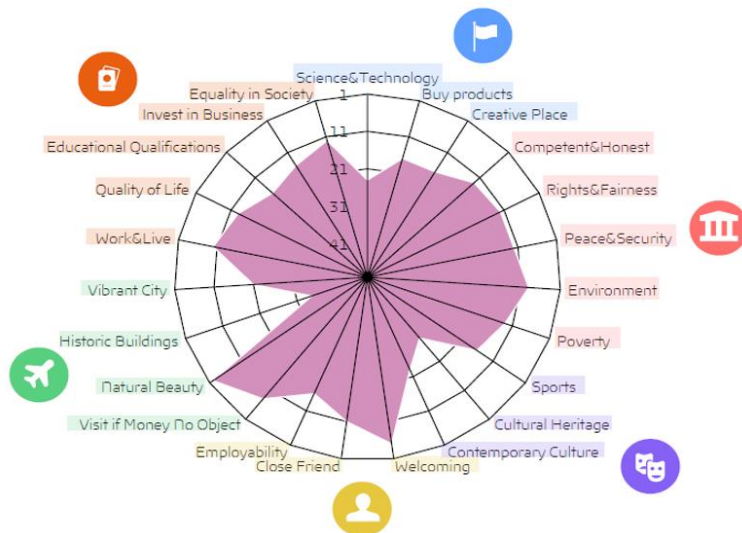 Science&Technology
Equality in Society
Buy products
Invest in Business
Creative Place
Educational Qualifications
Competent&Honest
Quality of Life
Rights&Fairness
Work&Live
Peace&Security
Vibrant City
Environment
Historic Buildings
Poverty
Natural Beauty
Sports
Visit if Money No Object
Cultural Heritage
Employability
Contemporary Culture
Close Friend
Welcoming
1
11
21
31
41